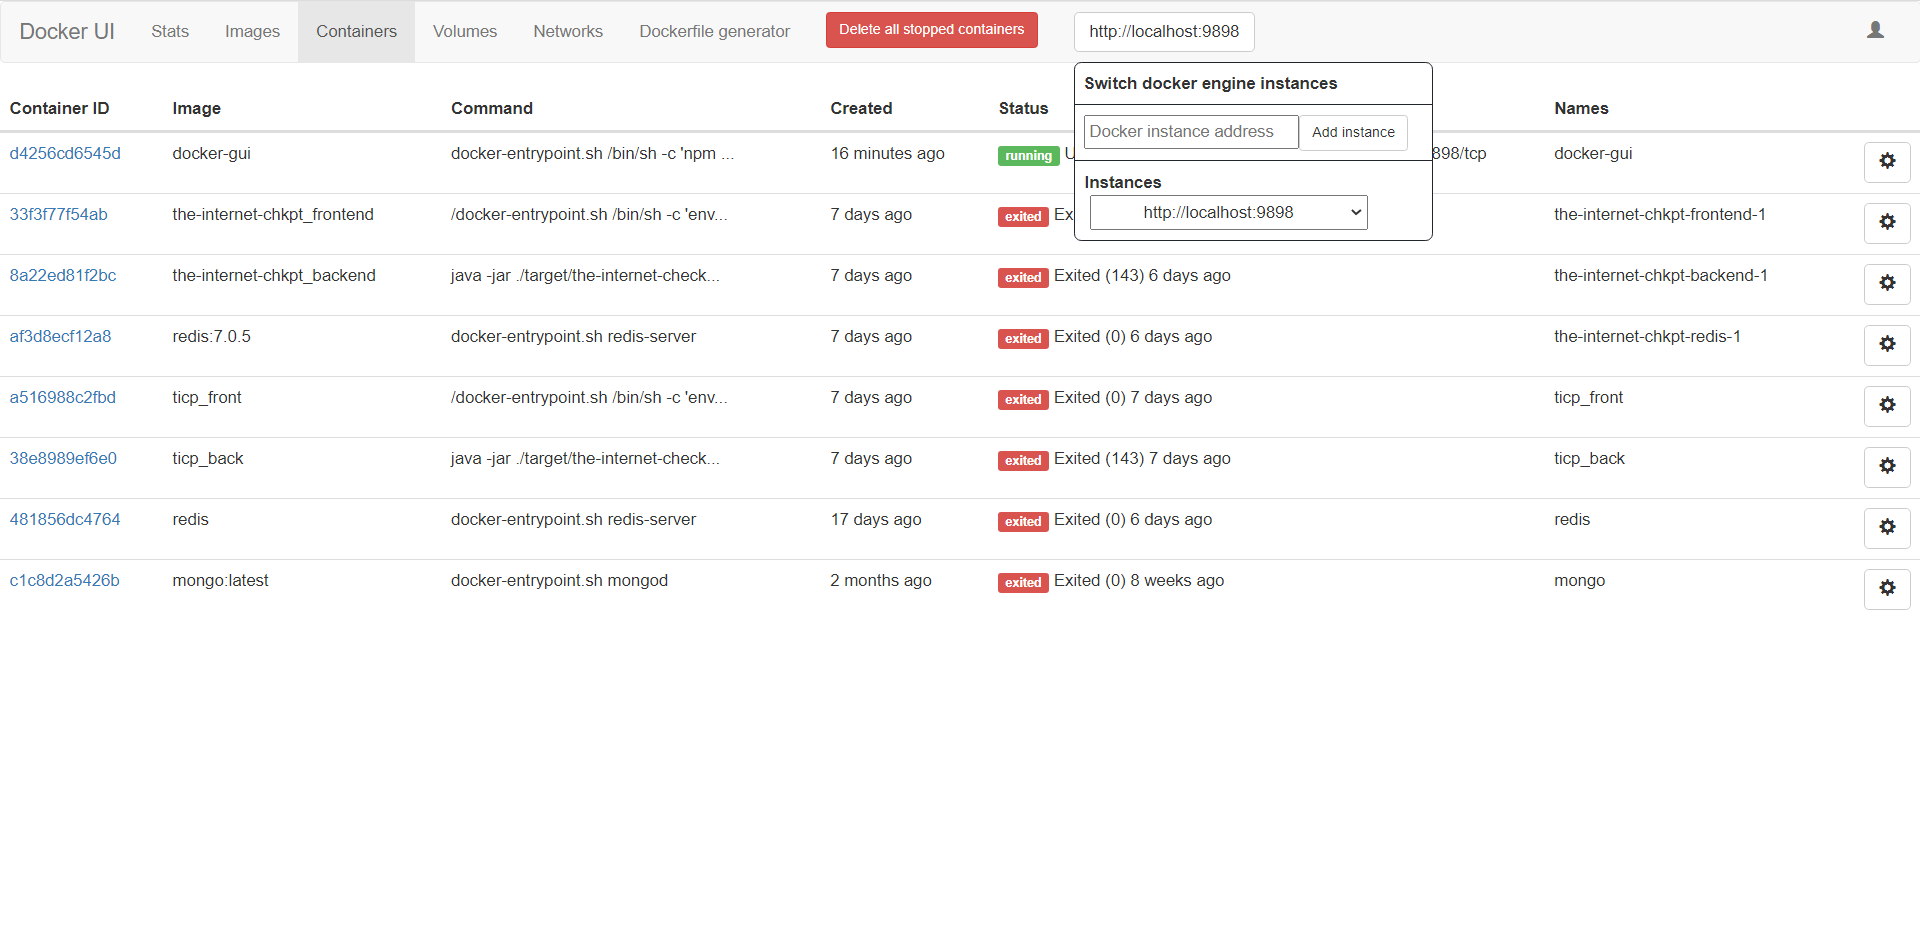 Docker UI Stats Images Containers Volumes Networks Dockerfile generator Delete all stopped containers http://localhost:9898
Switch docker engine instances
Docker instance address Add instance
Instances
http://localhost:9898
Container ID Image Command Created Status Names
d4256cd6545d docker-gui docker-entrypoint.sh /bin/sh -c 'npm ... 16 minutes ago running 898/tcp docker-gui
33f3f77f54ab the-internet-chkpt_frontend /docker-entrypoint.sh /bin/sh -c 'env... 7 days ago exited Ex the-internet-chkpt-frontend-1
8a22ed81f2bc the-internet-chkpt_backend java -jar ./target/the-internet-check... 7 days ago exited Exited (143) 6 days ago the-internet-chkpt-backend-1
af3d8ecf12a8 redis:7.0.5 docker-entrypoint.sh redis-server 7 days ago exited Exited (0) 6 days ago the-internet-chkpt-redis-1
a516988c2fbd ticp_front /docker-entrypoint.sh /bin/sh -c 'env... 7 days ago exited Exited (0) 7 days ago ticp_front
38e8989ef6e0 ticp_back java -jar ./target/the-internet-check... 7 days ago exited Exited (143) 7 days ago ticp_back
481856dc4764 redis docker-entrypoint.sh redis-server 17 days ago exited Exited (0) 6 days ago redis
c1c8d2a5426b mongo:latest docker-entrypoint.sh mongod 2 months ago exited Exited (0) 8 weeks ago mongo